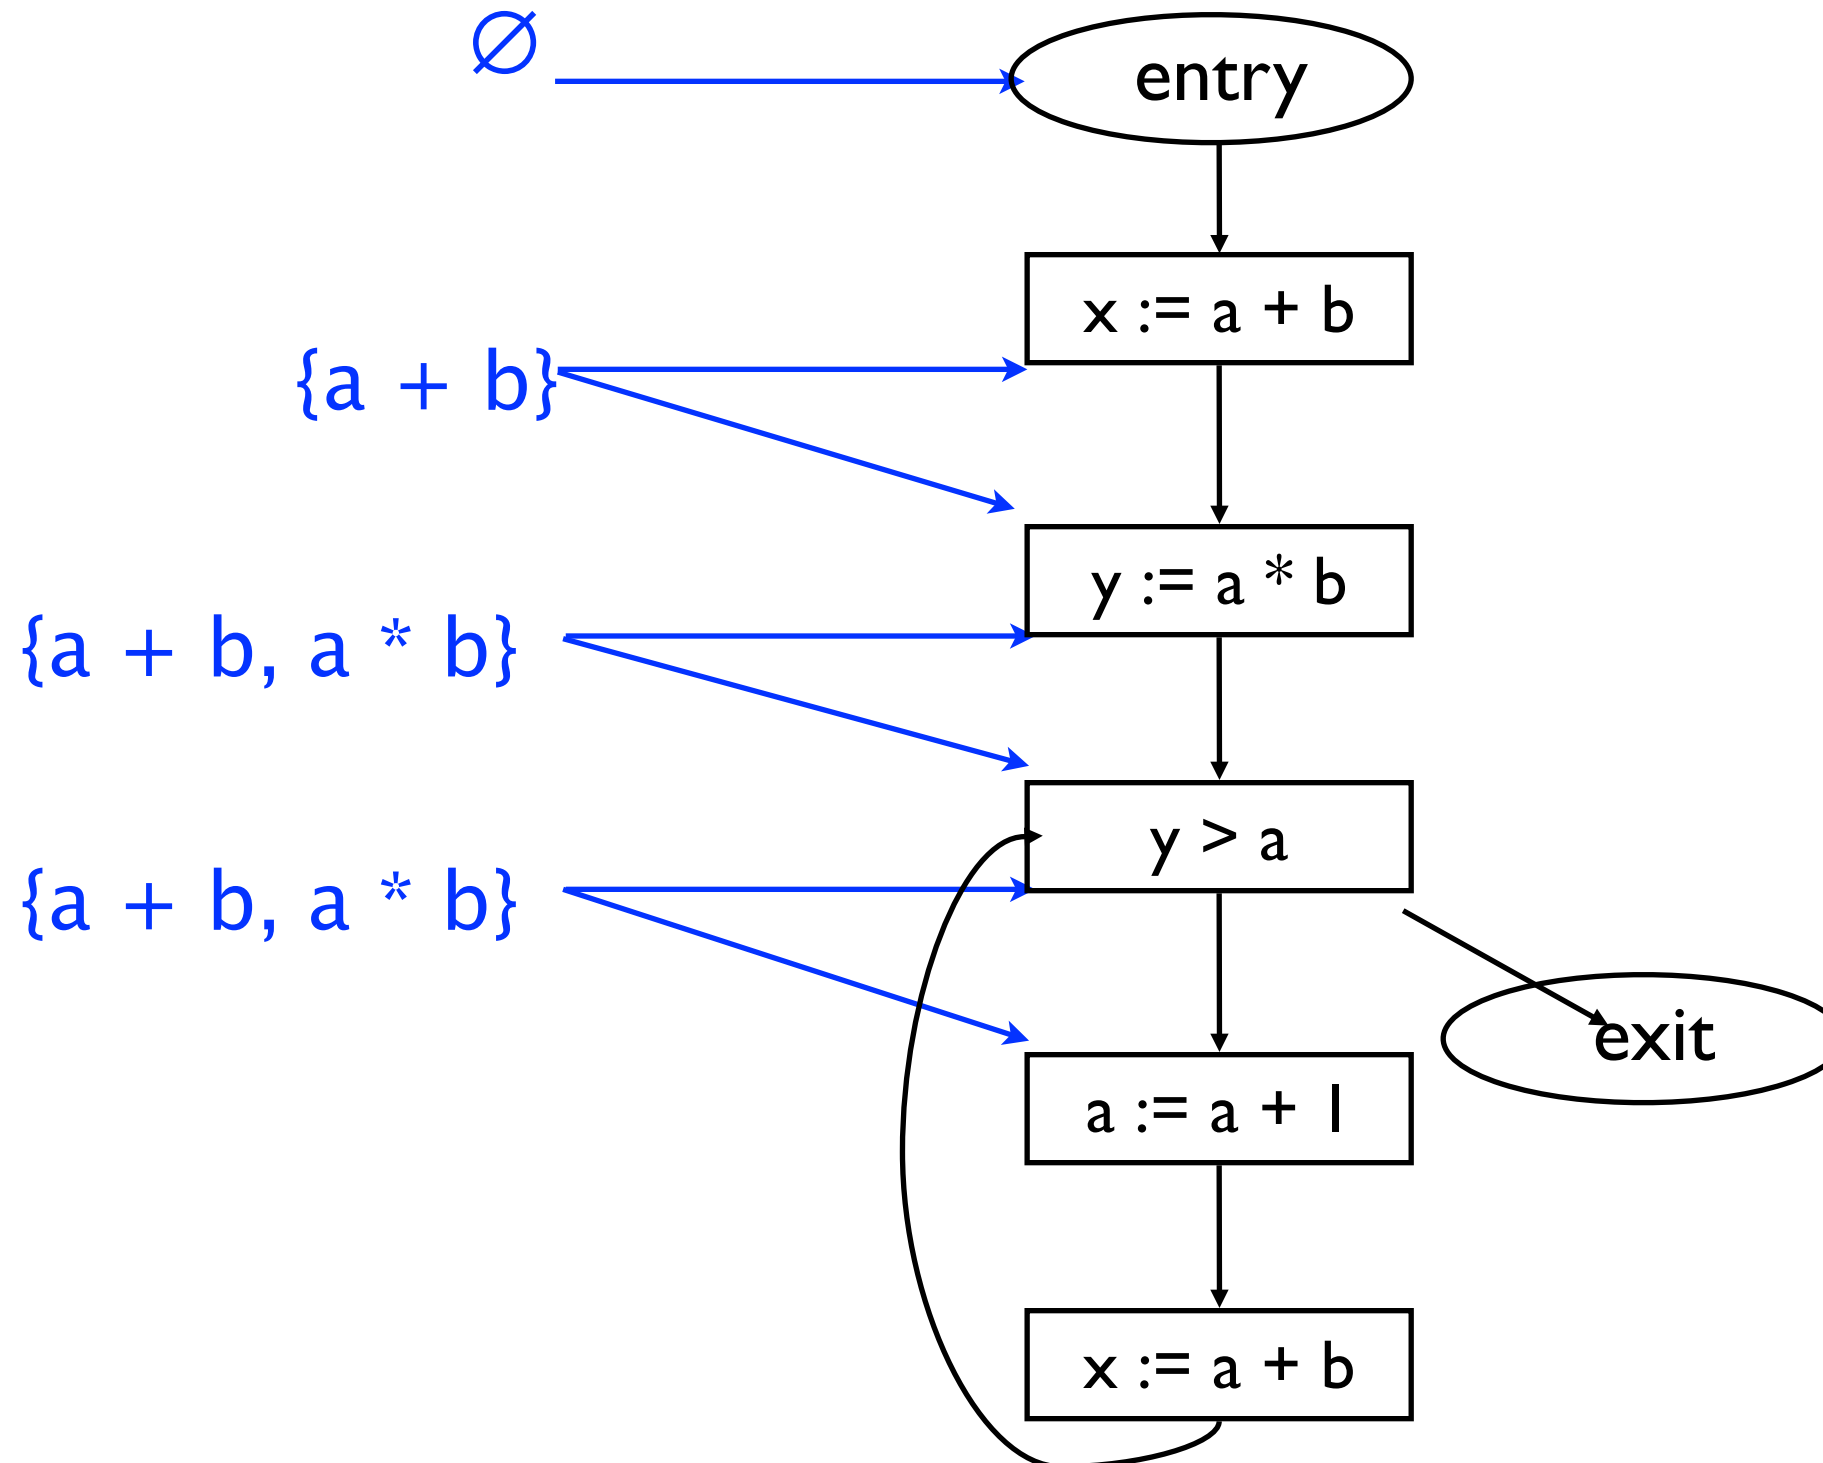 ∅
entry
x := a + b
{a + b}
y := a * b
{a + b, a * b}
y > a
{a + b, a * b}
exit
a := a + 1
x := a + b